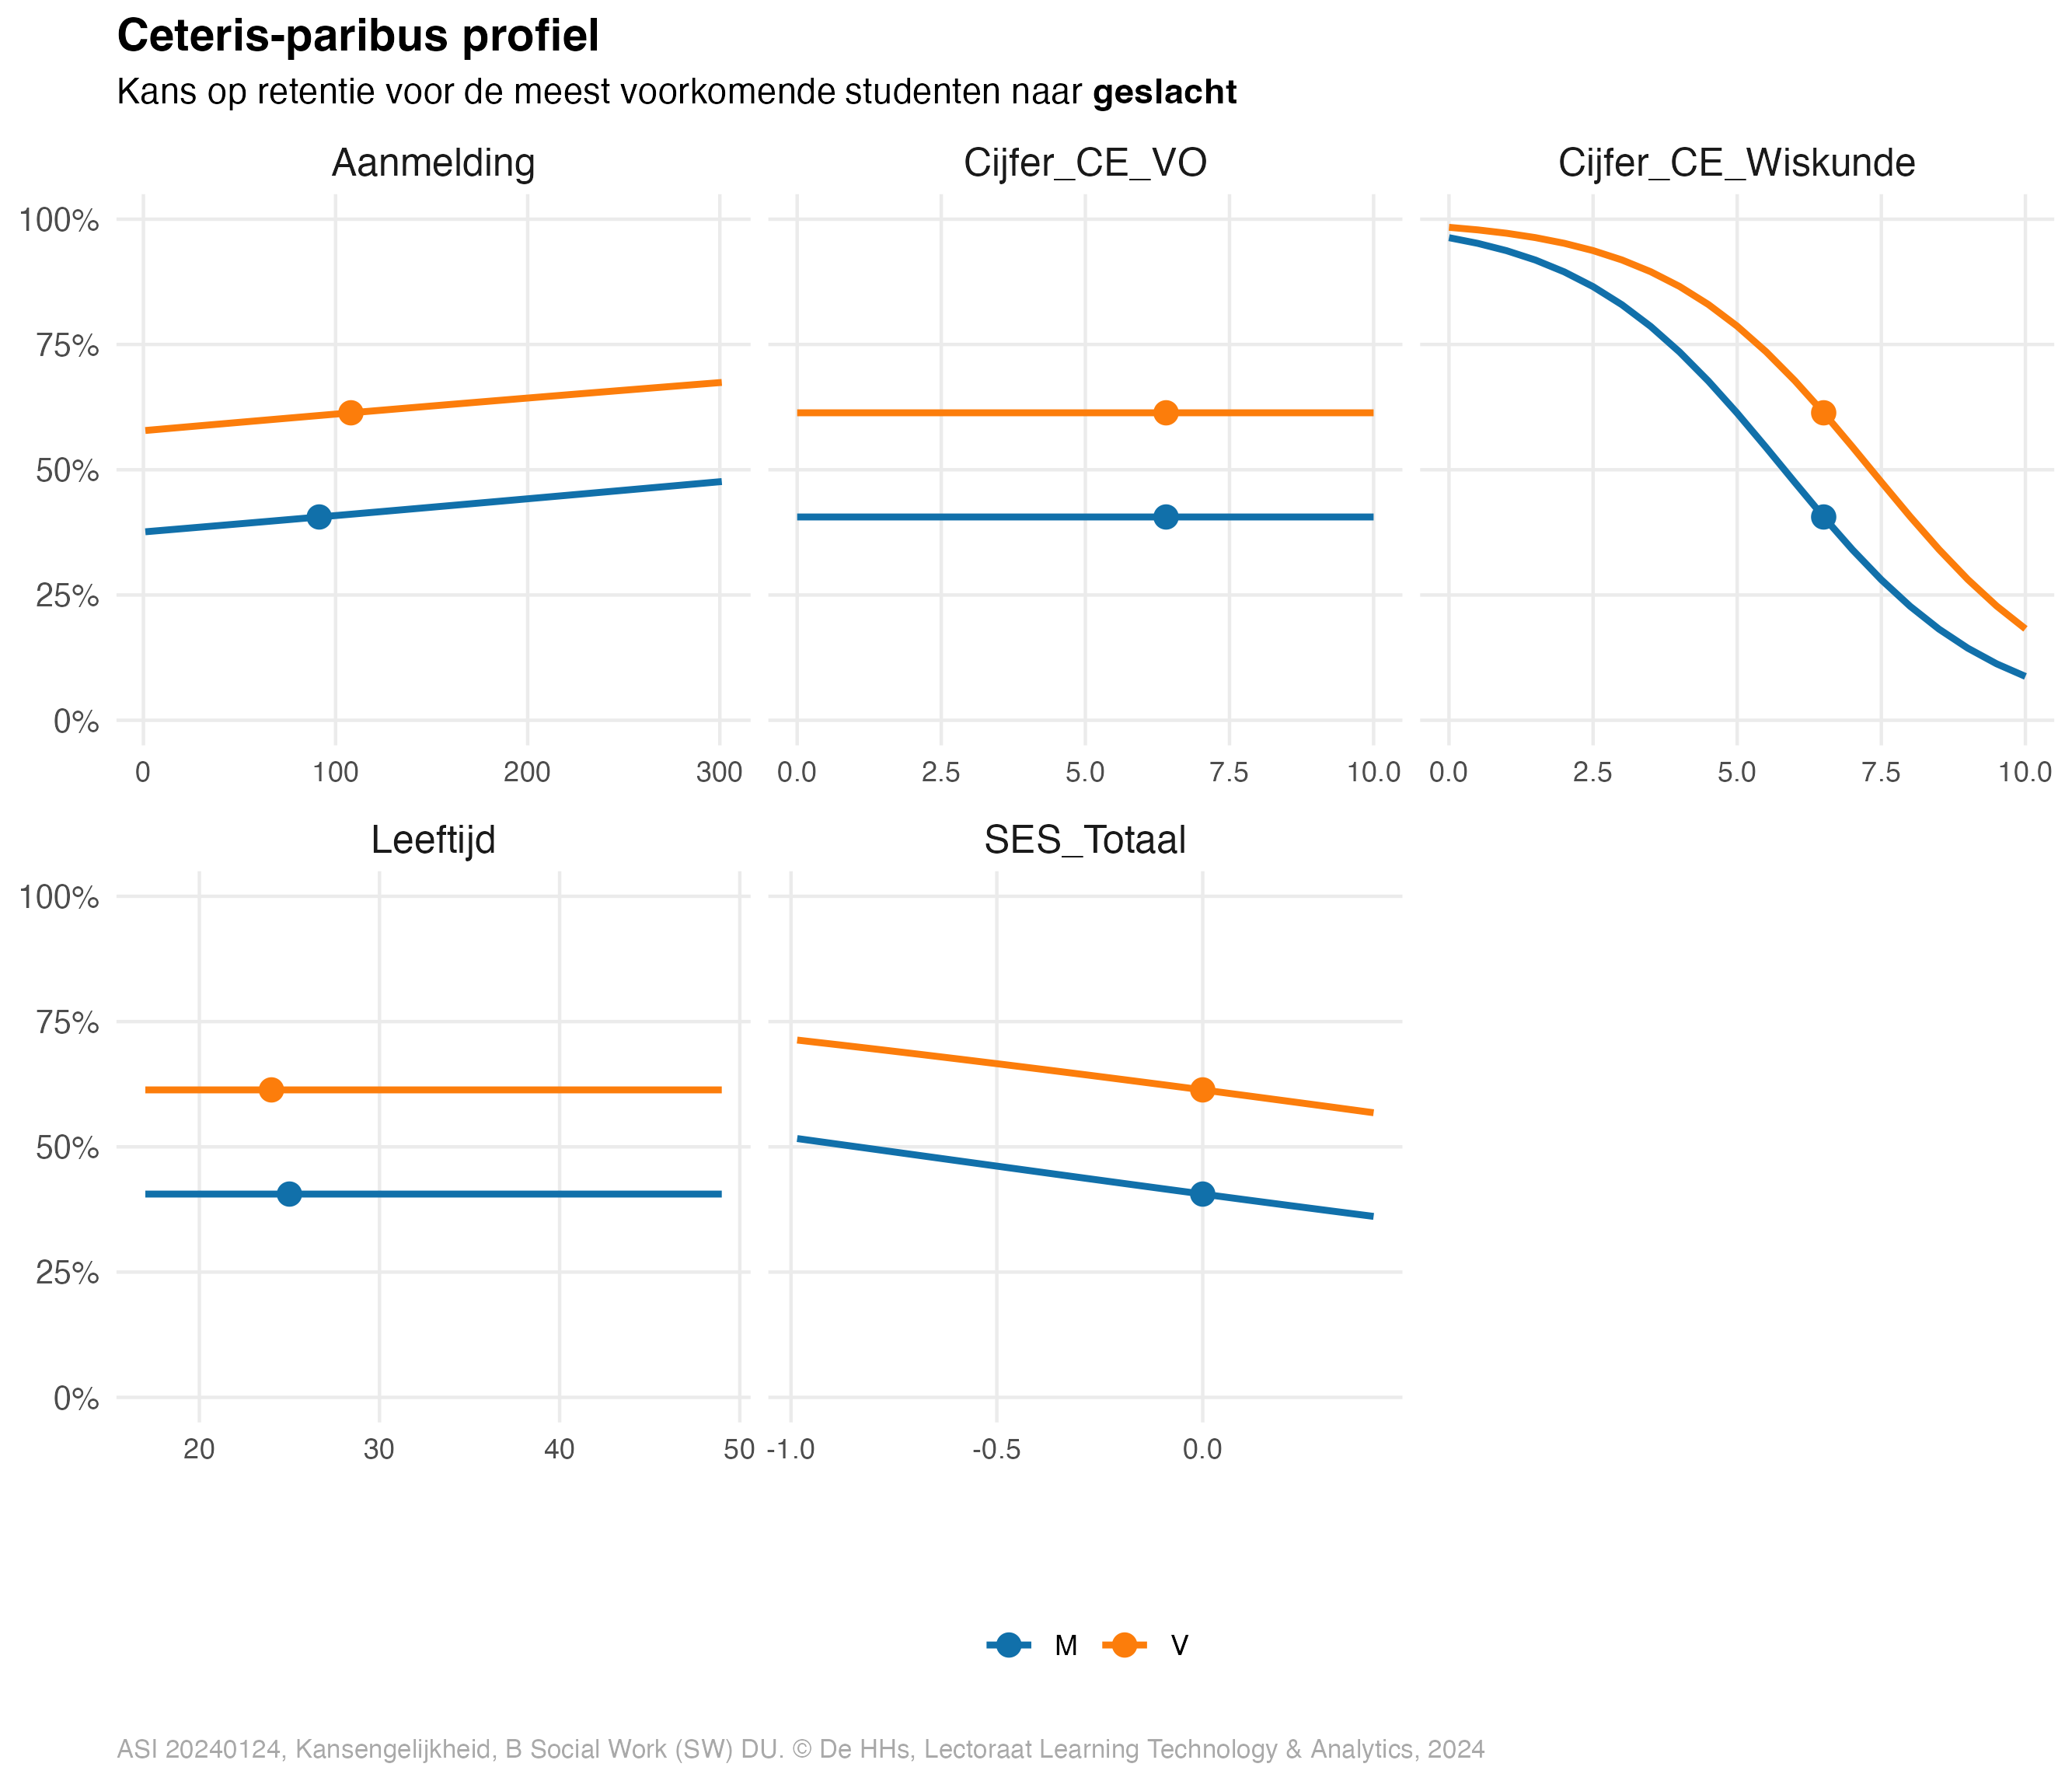 Ceteris-paribus profiel
Kans op retentie voor de meest voorkomende studenten naar geslacht
Aanmelding Cijfer_CE_VO Cijfer_CE_Wiskunde
100%
75%
50%
25%
0%
0 100 200 300 0.0 2.5 5.0 7.5 10.0 0.0 2.5 5.0 7.5 10.0
Leeftijd SES_Totaal
100%
75%
50%
25%
0%
20 30 40 50 -1.0 -0.5 0.0
M V
ASI 20240124, Kansengelijkheid, B Social Work (SW) DU. © De HHs, Lectoraat Learning Technology & Analytics, 2024